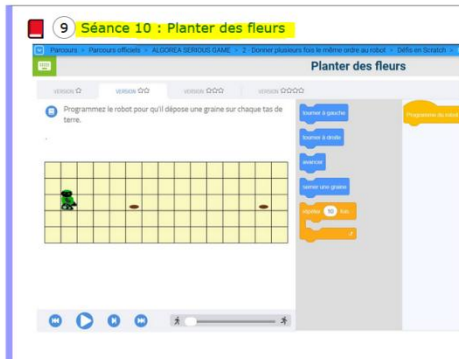 9 Séance 10 : Planter des fleurs
Parcours > Parcours officiels > ALGOREA SERIOUS GAME > 2 - Donner plusieurs fois le même ordre au robot > Défis en Scratch >
Planter des fleurs
VERSION ☆ VERSION ☆☆ VERSION ☆☆☆ VERSION ☆☆☆☆
Programmez le robot pour qu'il dépose une graine sur chaque tas de
terre.
tourner à gauche
Programme du robot
tourner à droite
avancer
semer une graine
répéter 10 fois